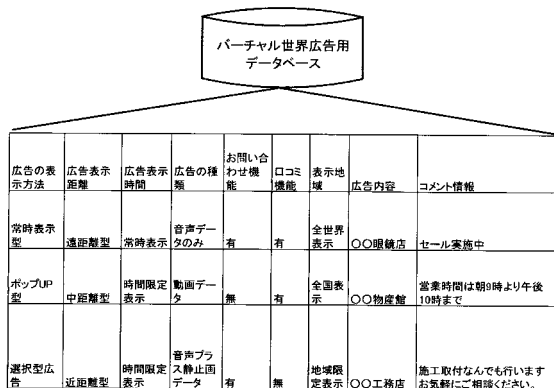 バーチャル世界広告用
データベース
広告の表
示方法
広告表示
距離
広告表示
時間
広告の種
類
お問い合
わせ機
能
口コミ
機能
表示地
域
広告内容
コメント情報
常時表示
型
遠距離型
常時表示
音声デー
タのみ
有
有
全世界
表示
〇〇眼鏡店
セール実施中
ポップUP
型
中距離型
時間限定
表示
動画デー
タ
無
有
全国表
示
〇〇物産館
営業時間は朝9時より午後
10時まで
選択型広
告
近距離型
時間限定
表示
音声プラ
ス静止画
データ
有
無
地域限
定表示
〇〇工務店
施工取付なんでも行います
お気軽にご相談ください。